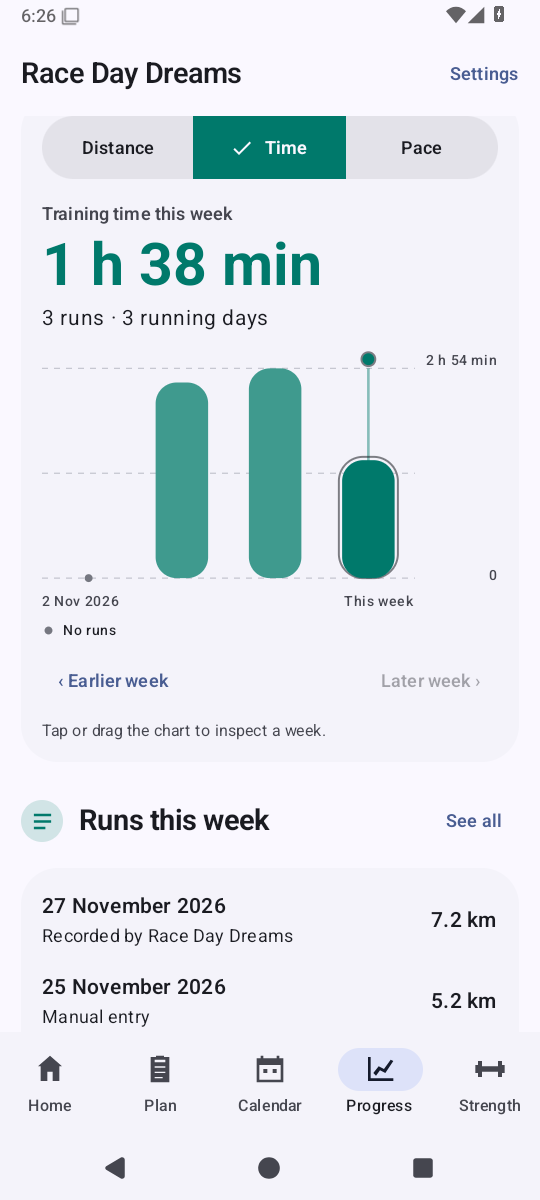 6:26
Race Day Dreams
Settings
Distance
Time
Pace
Training time this week
1 h 38 min
3 runs · 3 running days
2 h 54 min
0
2 Nov 2026
This week
No runs
‹ Earlier week
Later week ›
Tap or drag the chart to inspect a week.
Runs this week
See all
27 November 2026
7.2 km
Recorded by Race Day Dreams
25 November 2026
5.2 km
Manual entry
Home
Plan
Calendar
Progress
Strength